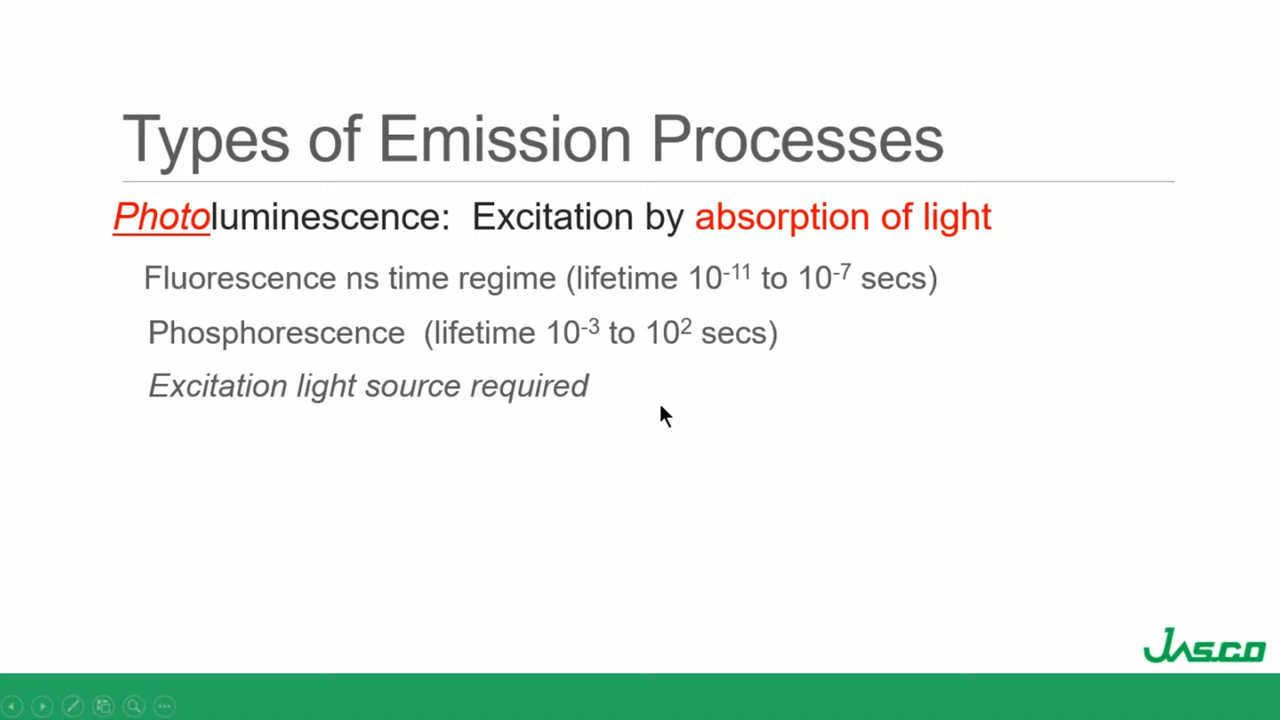 Types of Emission Processes
Photoluminescence: Excitation by absorption of light
Fluorescence ns time regime (lifetime 10⁻¹¹ to 10⁻⁷ secs)
Phosphorescence (lifetime 10⁻³ to 10² secs)
Excitation light source required
JASCO